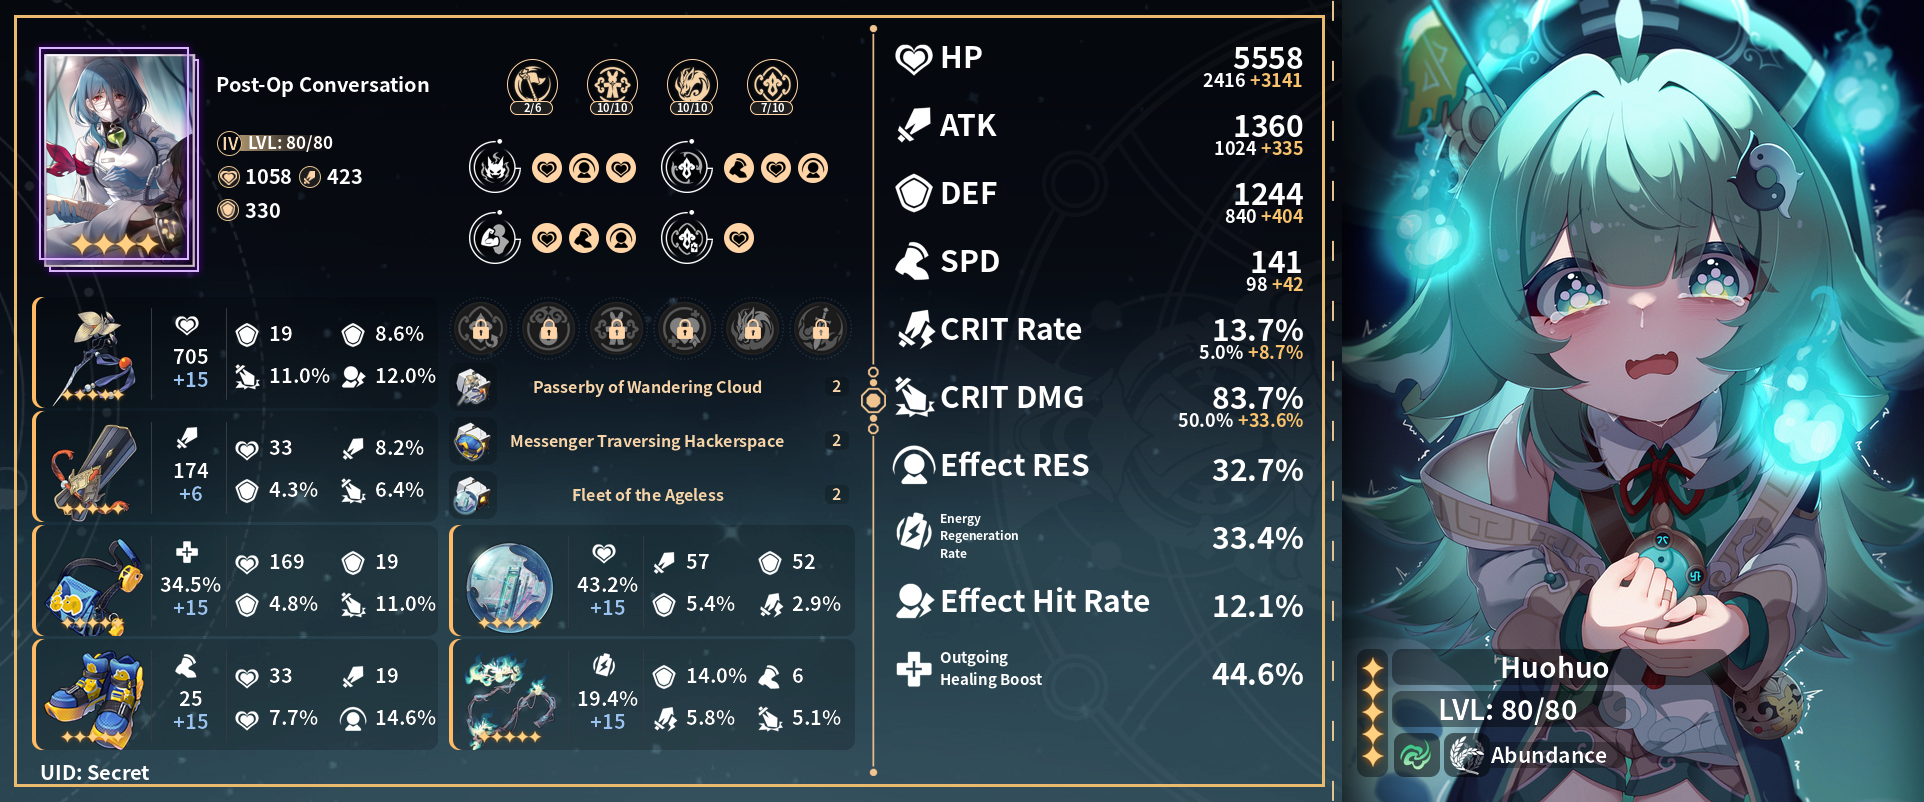 Post-Op Conversation
IV LVL: 80/80
1058 423
330
2/6 10/10 10/10 7/10
705
+15
19 8.6%
11.0% 12.0%
174
+6
33 8.2%
4.3% 6.4%
34.5%
+15
169 19
4.8% 11.0%
25
+15
33 19
7.7% 14.6%
Passerby of Wandering Cloud 2
Messenger Traversing Hackerspace 2
Fleet of the Ageless 2
43.2%
+15
57 52
5.4% 2.9%
19.4%
+15
14.0% 6
5.8% 5.1%
UID: Secret
HP 5558
2416 +3141
ATK 1360
1024 +335
DEF 1244
840 +404
SPD 141
98 +42
CRIT Rate 13.7%
5.0% +8.7%
CRIT DMG 83.7%
50.0% +33.6%
Effect RES 32.7%
Energy
Regeneration
Rate
33.4%
Effect Hit Rate 12.1%
Outgoing
Healing Boost
44.6%
Huohuo
LVL: 80/80
Abundance